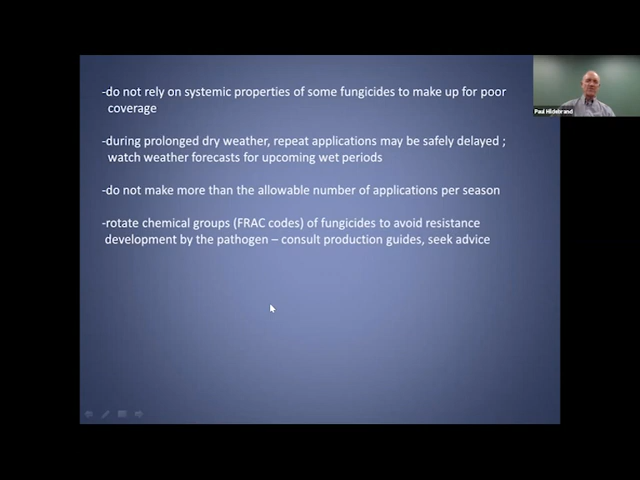 -do not rely on systemic properties of some fungicides to make up for poor
coverage
-during prolonged dry weather, repeat applications may be safely delayed ;
watch weather forecasts for upcoming wet periods
-do not make more than the allowable number of applications per season
-rotate chemical groups (FRAC codes) of fungicides to avoid resistance
development by the pathogen – consult production guides, seek advice
Paul Hildebrand